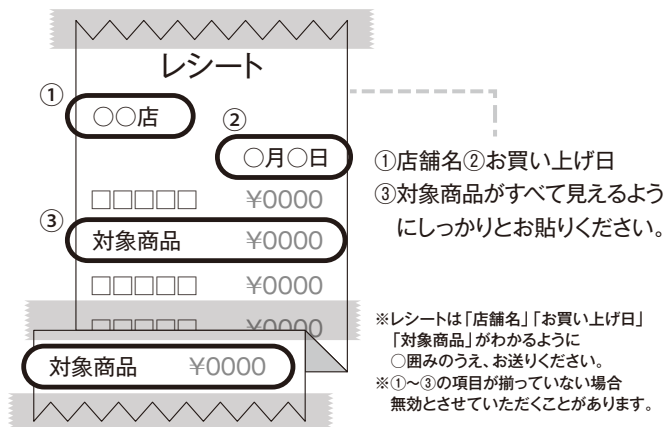 レシート
①
○○店
②
○月○日
□□□□□ ¥0000
③
対象商品 ¥0000
□□□□□ ¥0000
□□□□□ ¥0000
対象商品 ¥0000
①店舗名②お買い上げ日
③対象商品がすべて見えるよう
にしっかりとお貼りください。
※レシートは「店舗名」「お買い上げ日」
「対象商品」がわかるように
○囲みのうえ、お送りください。
※①〜③の項目が揃っていない場合
無効とさせていただくことがあります。